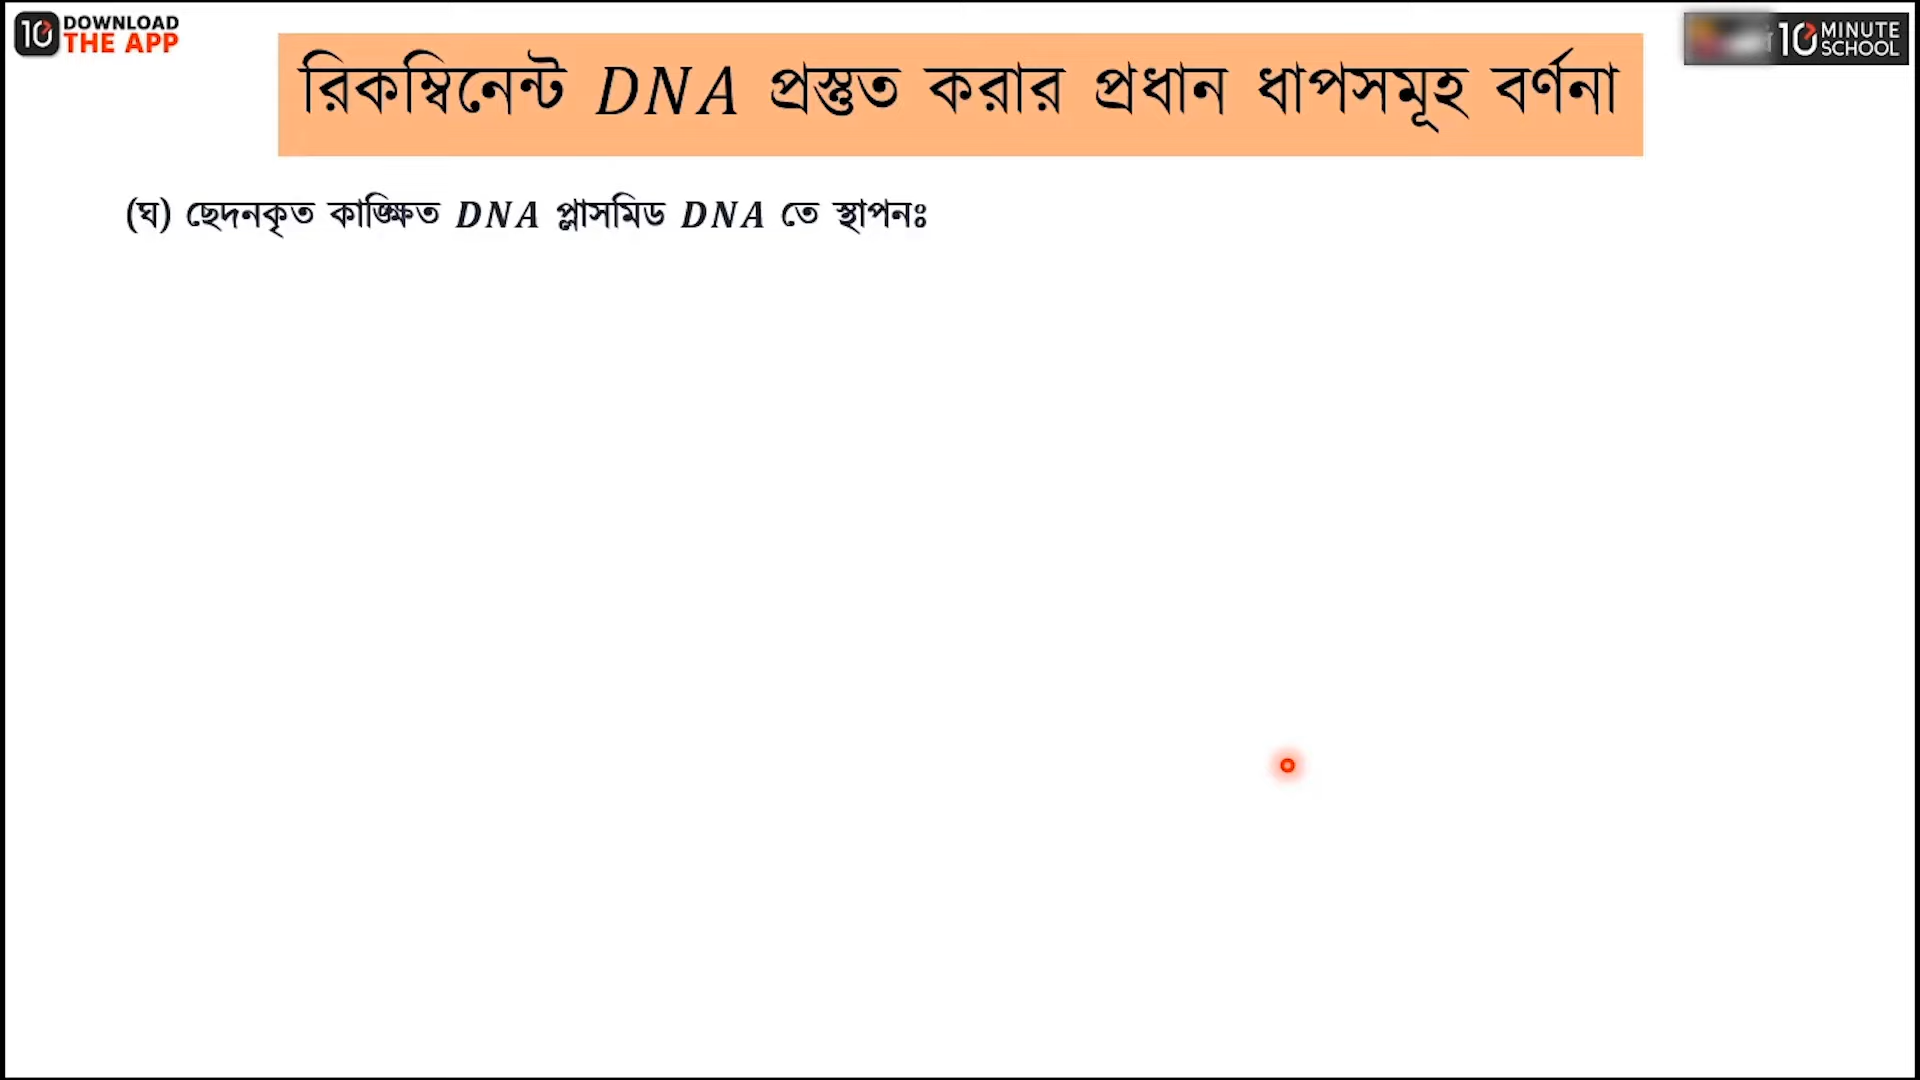 10 DOWNLOAD
THE APP
10 MINUTE
SCHOOL
রিকম্বিনেন্ট DNA প্রস্তুত করার প্রধান ধাপসমূহ বর্ণনা
(ঘ) ছেদনকৃত কাঙ্ক্ষিত DNA প্লাসমিড DNA তে স্থাপনঃ